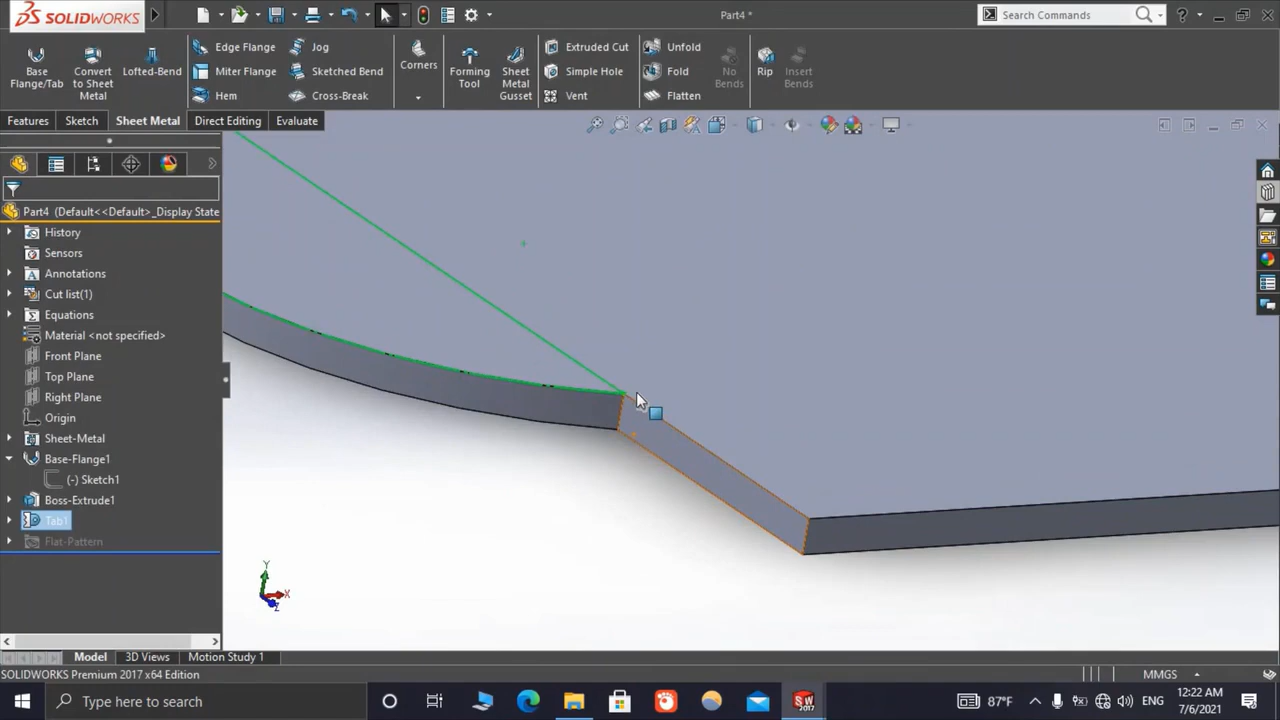 SOLIDWORKS
Part4 *
Search Commands
?
Base Flange/Tab
Convert to Sheet Metal
Lofted-Bend
Edge Flange
Miter Flange
Hem
Jog
Sketched Bend
Cross-Break
Corners
Forming Tool
Sheet Metal Gusset
Extruded Cut
Simple Hole
Vent
Unfold
Fold
Flatten
No Bends
Rip
Insert Bends
Features
Sketch
Sheet Metal
Direct Editing
Evaluate
Part4 (Default<<Default>_Display State
History
Sensors
Annotations
Cut list(1)
Equations
Material <not specified>
Front Plane
Top Plane
Right Plane
Origin
Sheet-Metal
Base-Flange1
(-) Sketch1
Boss-Extrude1
Tab1
Flat-Pattern
Y
X
Z
Model
3D Views
Motion Study 1
SOLIDWORKS Premium 2017 x64 Edition
MMGS
Type here to search
SW
2017
87°F
ENG
12:22 AM
7/6/2021